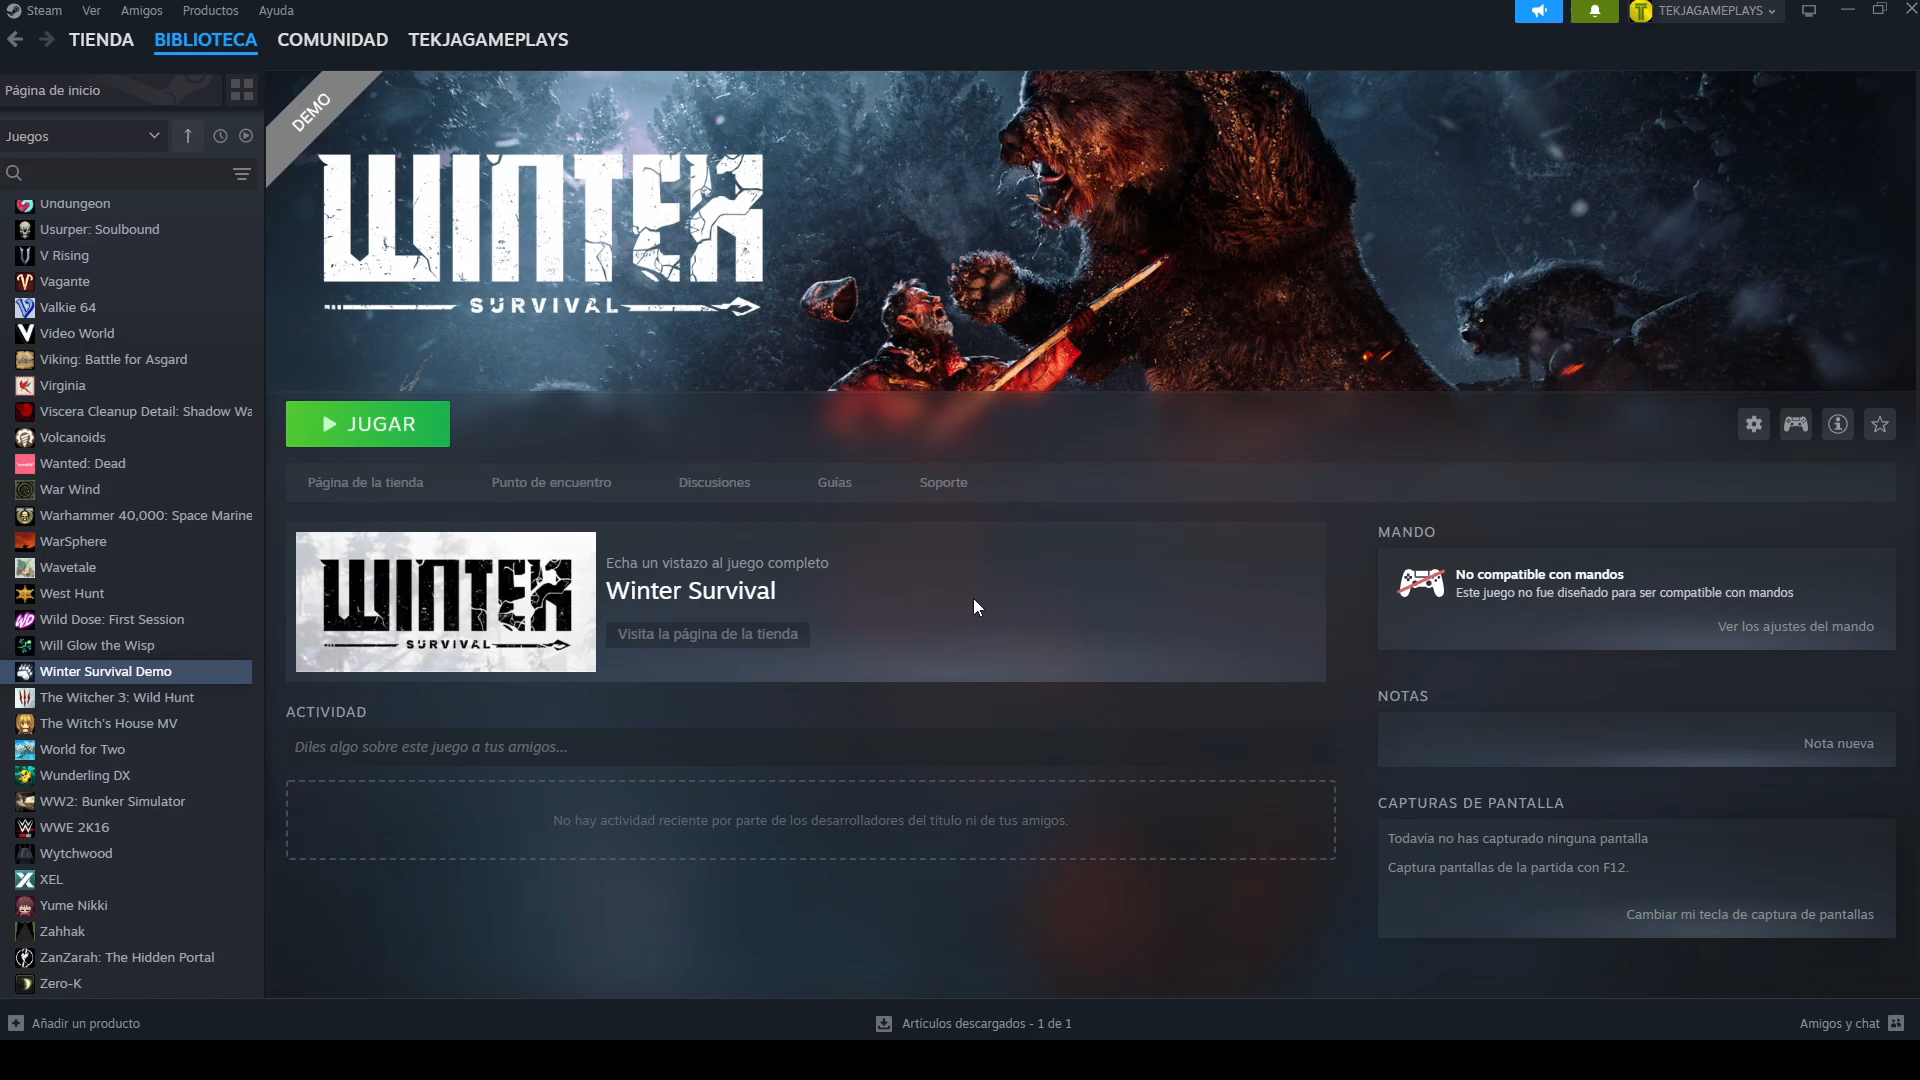 Steam Ver Amigos Productos Ayuda
TEKJAGAMEPLAYS
TIENDA BIBLIOTECA COMUNIDAD TEKJAGAMEPLAYS
Página de inicio
Juegos
Undungeon
Usurper: Soulbound
V Rising
Vagante
Valkie 64
Video World
Viking: Battle for Asgard
Virginia
Viscera Cleanup Detail: Shadow Wa
Volcanoids
Wanted: Dead
War Wind
Warhammer 40,000: Space Marine
WarSphere
Wavetale
West Hunt
Wild Dose: First Session
Will Glow the Wisp
Winter Survival Demo
The Witcher 3: Wild Hunt
The Witch's House MV
World for Two
Wunderling DX
WW2: Bunker Simulator
WWE 2K16
Wytchwood
XEL
Yume Nikki
Zahhak
ZanZarah: The Hidden Portal
Zero-K
DEMO
WINTER
SURVIVAL
JUGAR
Página de la tienda Punto de encuentro Discusiones Guías Soporte
WINTER
SURVIVAL
Echa un vistazo al juego completo
Winter Survival
Visita la página de la tienda
ACTIVIDAD
Diles algo sobre este juego a tus amigos...
No hay actividad reciente por parte de los desarrolladores del título ni de tus amigos.
MANDO
No compatible con mandos
Este juego no fue diseñado para ser compatible con mandos
Ver los ajustes del mando
NOTAS
Nota nueva
CAPTURAS DE PANTALLA
Todavía no has capturado ninguna pantalla
Captura pantallas de la partida con F12.
Cambiar mi tecla de captura de pantallas
Añadir un producto
Artículos descargados - 1 de 1
Amigos y chat